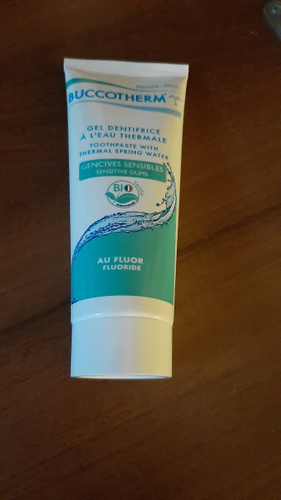 BUCCOTHERM
GEL DENTIFRICE
À L'EAU THERMALE
TOOTHPASTE WITH
THERMAL SPRING WATER
GENCIVES SENSIBLES
SENSITIVE GUMS
BIO
AU FLUOR
FLUORIDE